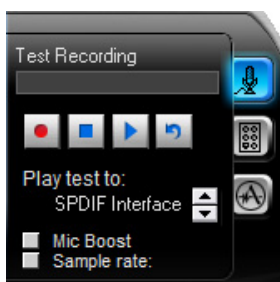 Test Recording
Play test to:
SPDIF Interface
Mic Boost
Sample rate: